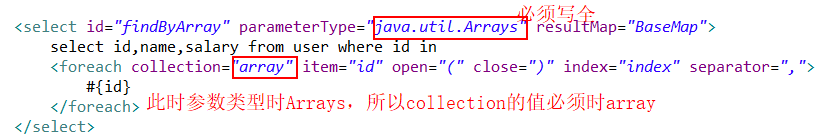 必须写全
<select id="findByArray" parameterType="java.util.Arrays" resultMap="BaseMap">
select id,name,salary from user where id in
<foreach collection="array" item="id" open="(" close=")" index="index" separator=",">
#{id}
</foreach> 此时参数类型时Arrays，所以collection的值必须时array
</select>